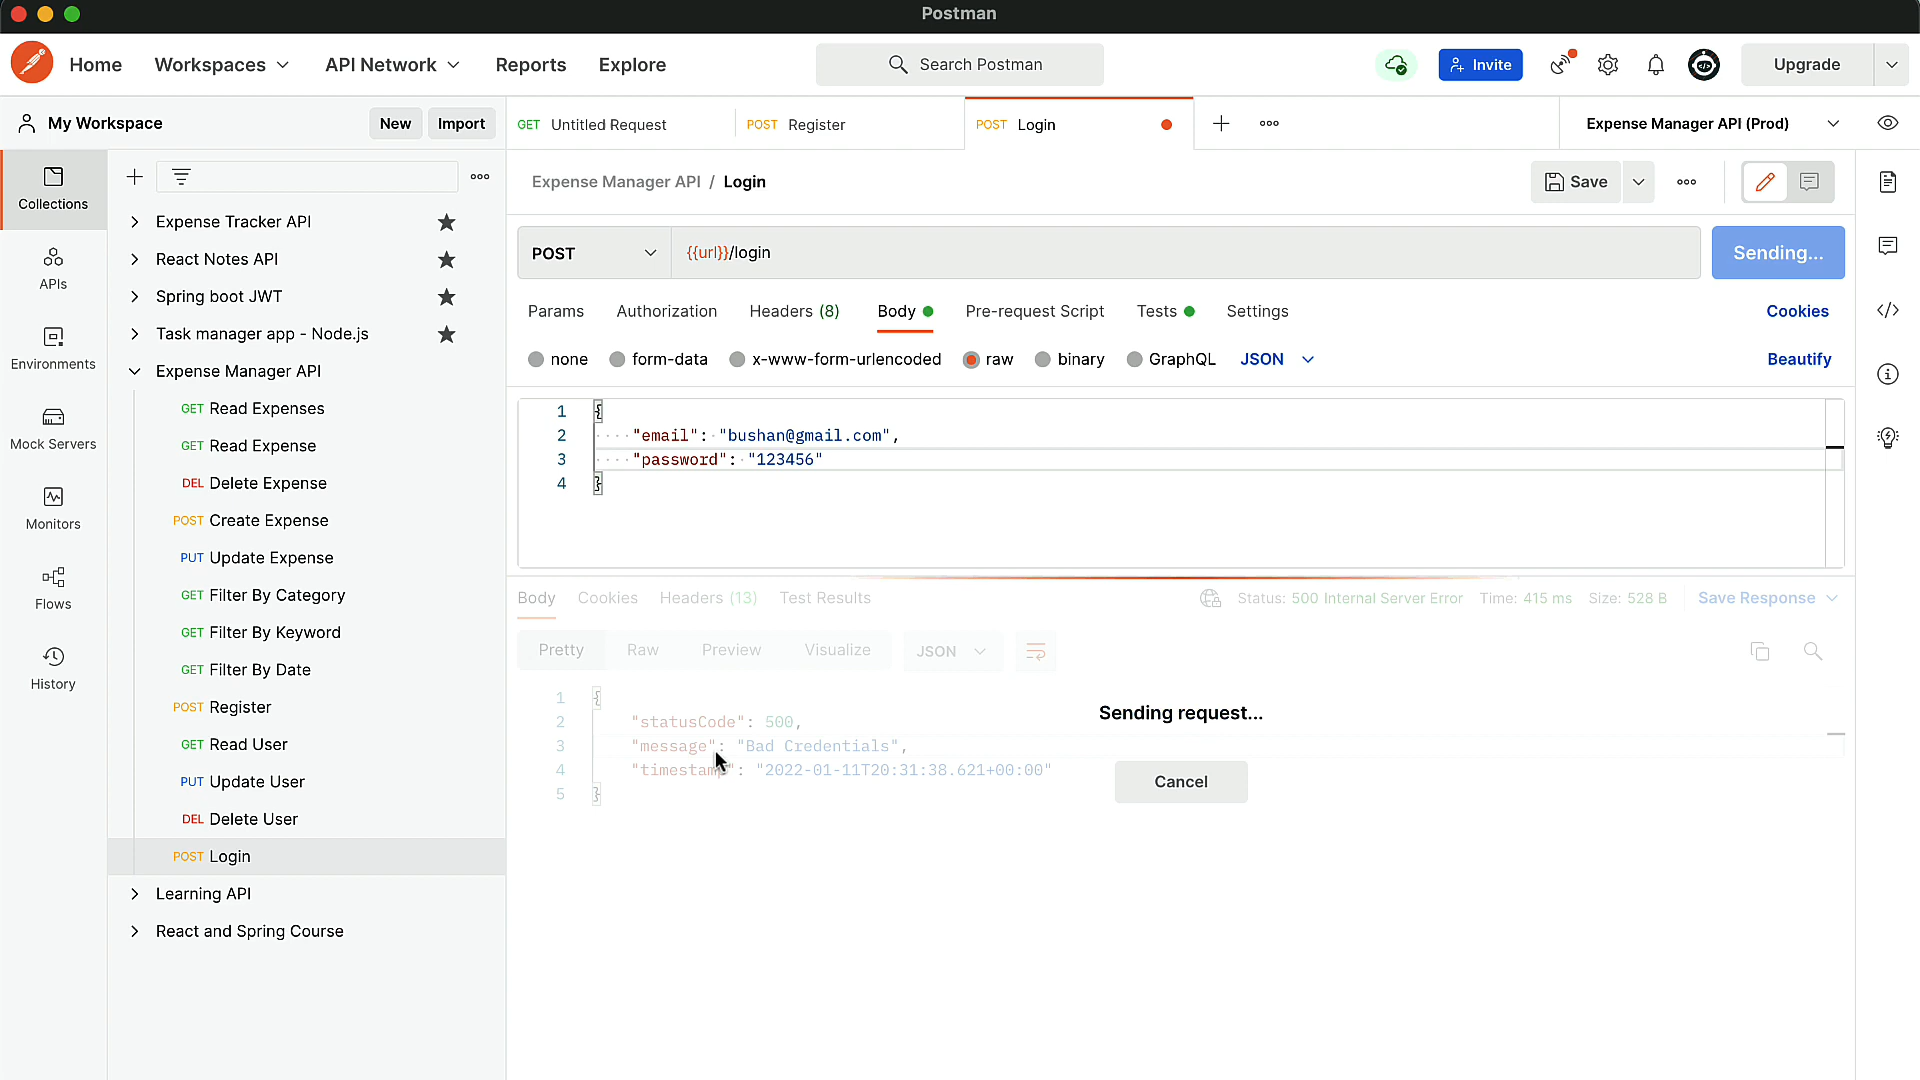 Postman
Home Workspaces API Network Reports Explore Search Postman Invite Upgrade
My Workspace New Import GET Untitled Request POST Register POST Login Expense Manager API (Prod)
Collections
APIs
Environments
Mock Servers
Monitors
Flows
History
Expense Tracker API
React Notes API
Spring boot JWT
Task manager app - Node.js
Expense Manager API
GET Read Expenses
GET Read Expense
DEL Delete Expense
POST Create Expense
PUT Update Expense
GET Filter By Category
GET Filter By Keyword
GET Filter By Date
POST Register
GET Read User
PUT Update User
DEL Delete User
POST Login
Learning API
React and Spring Course
Expense Manager API / Login Save
POST {{url}}/login Sending...
Params Authorization Headers (8) Body Pre-request Script Tests Settings Cookies
none form-data x-www-form-urlencoded raw binary GraphQL JSON Beautify
1 {
2 "email": "bushan@gmail.com",
3 "password": "123456"
4 }
Body Cookies Headers (13) Test Results Status: 500 Internal Server Error Time: 415 ms Size: 528 B Save Response
Pretty Raw Preview Visualize JSON
1 {
2 "statusCode": 500,
3 "message": "Bad Credentials",
4 "timestamp": "2022-01-11T20:31:38.621+00:00"
5 }
Sending request...
Cancel